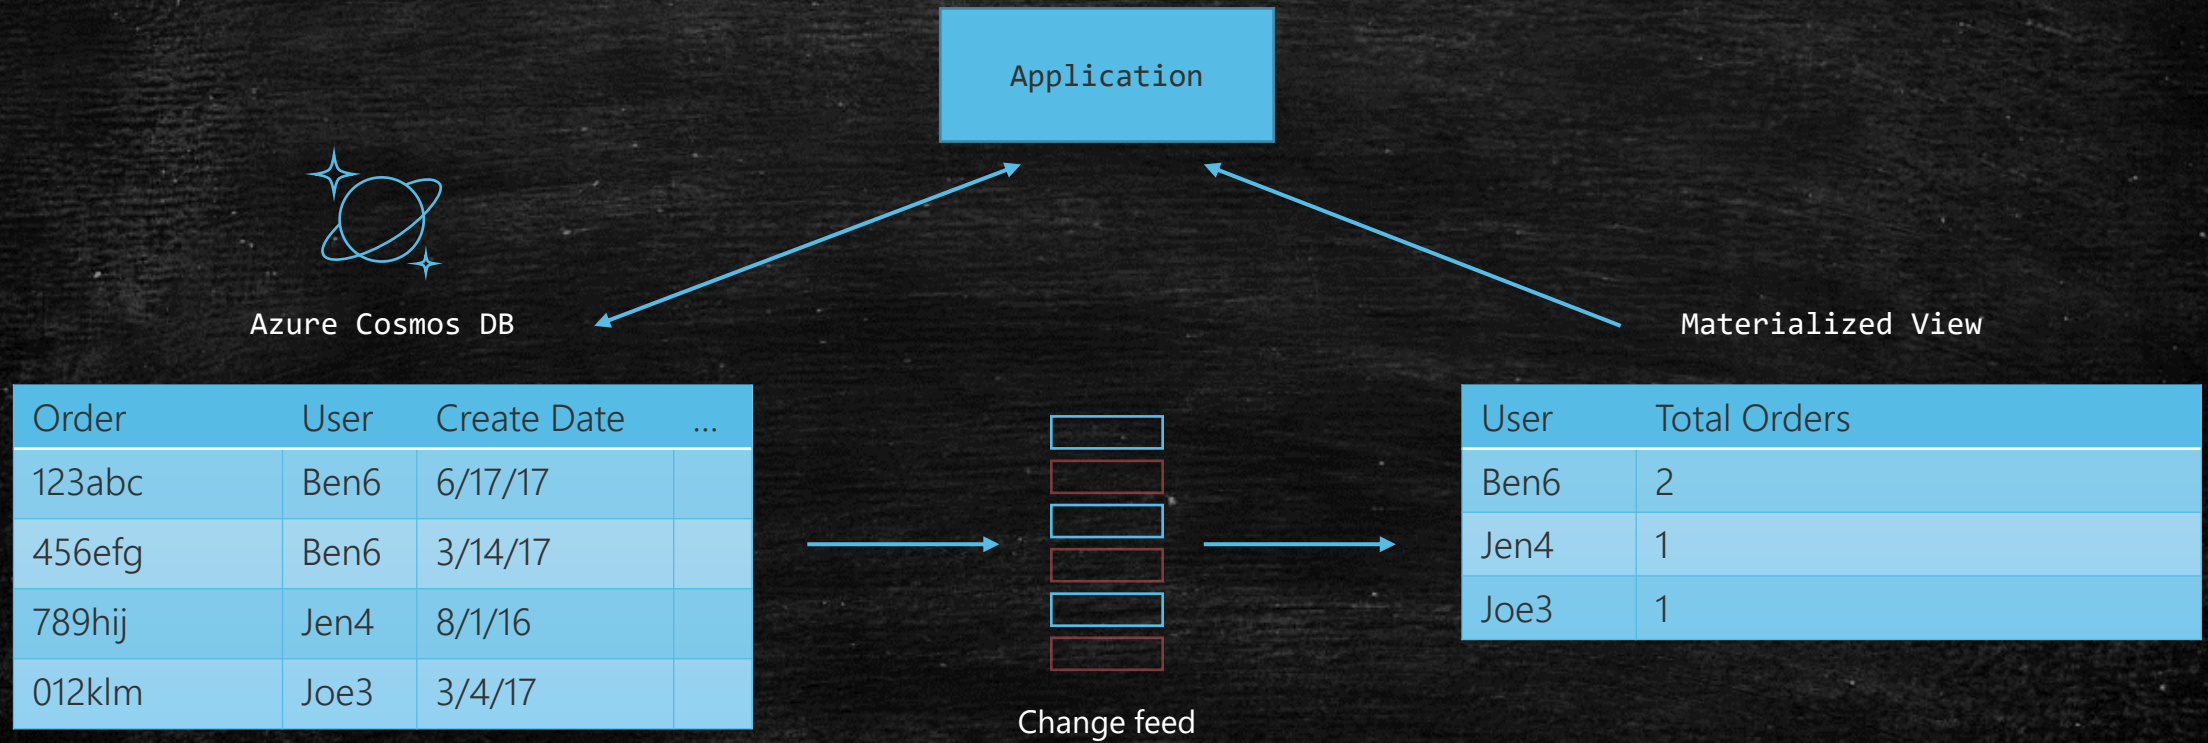 Application
Azure Cosmos DB
Materialized View
Order User Create Date ...
123abc Ben6 6/17/17
456efg Ben6 3/14/17
789hij Jen4 8/1/16
012klm Joe3 3/4/17
Change feed
User Total Orders
Ben6 2
Jen4 1
Joe3 1